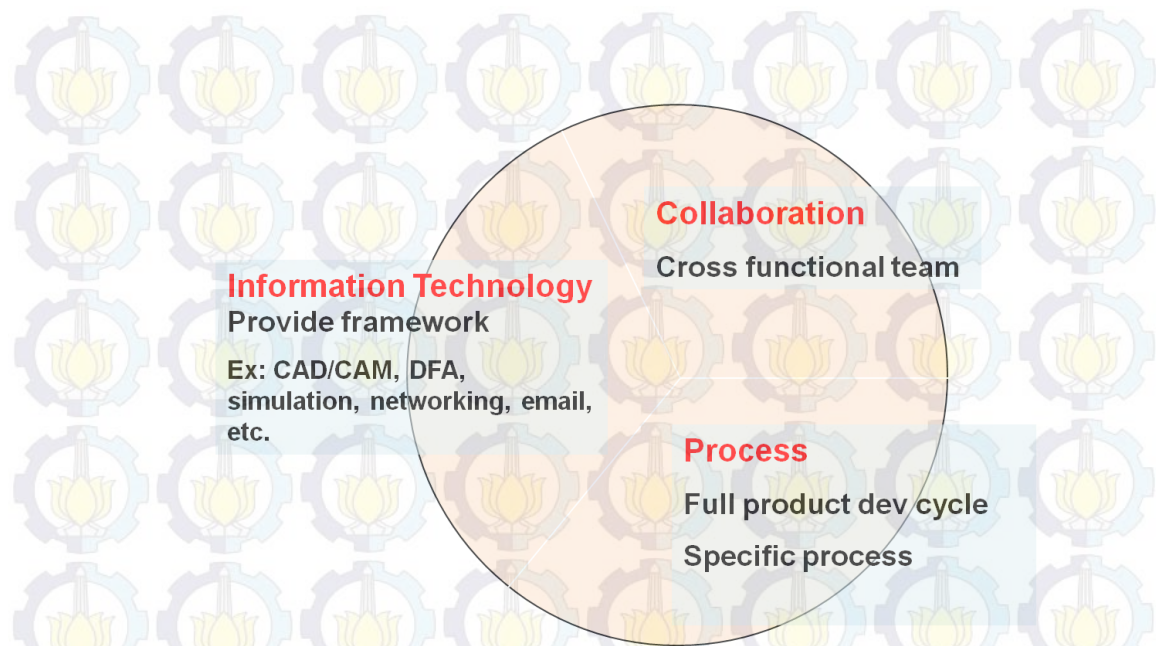 Collaboration
Cross functional team
Information Technology
Provide framework
Ex: CAD/CAM, DFA,
simulation, networking, email,
etc.
Process
Full product dev cycle
Specific process